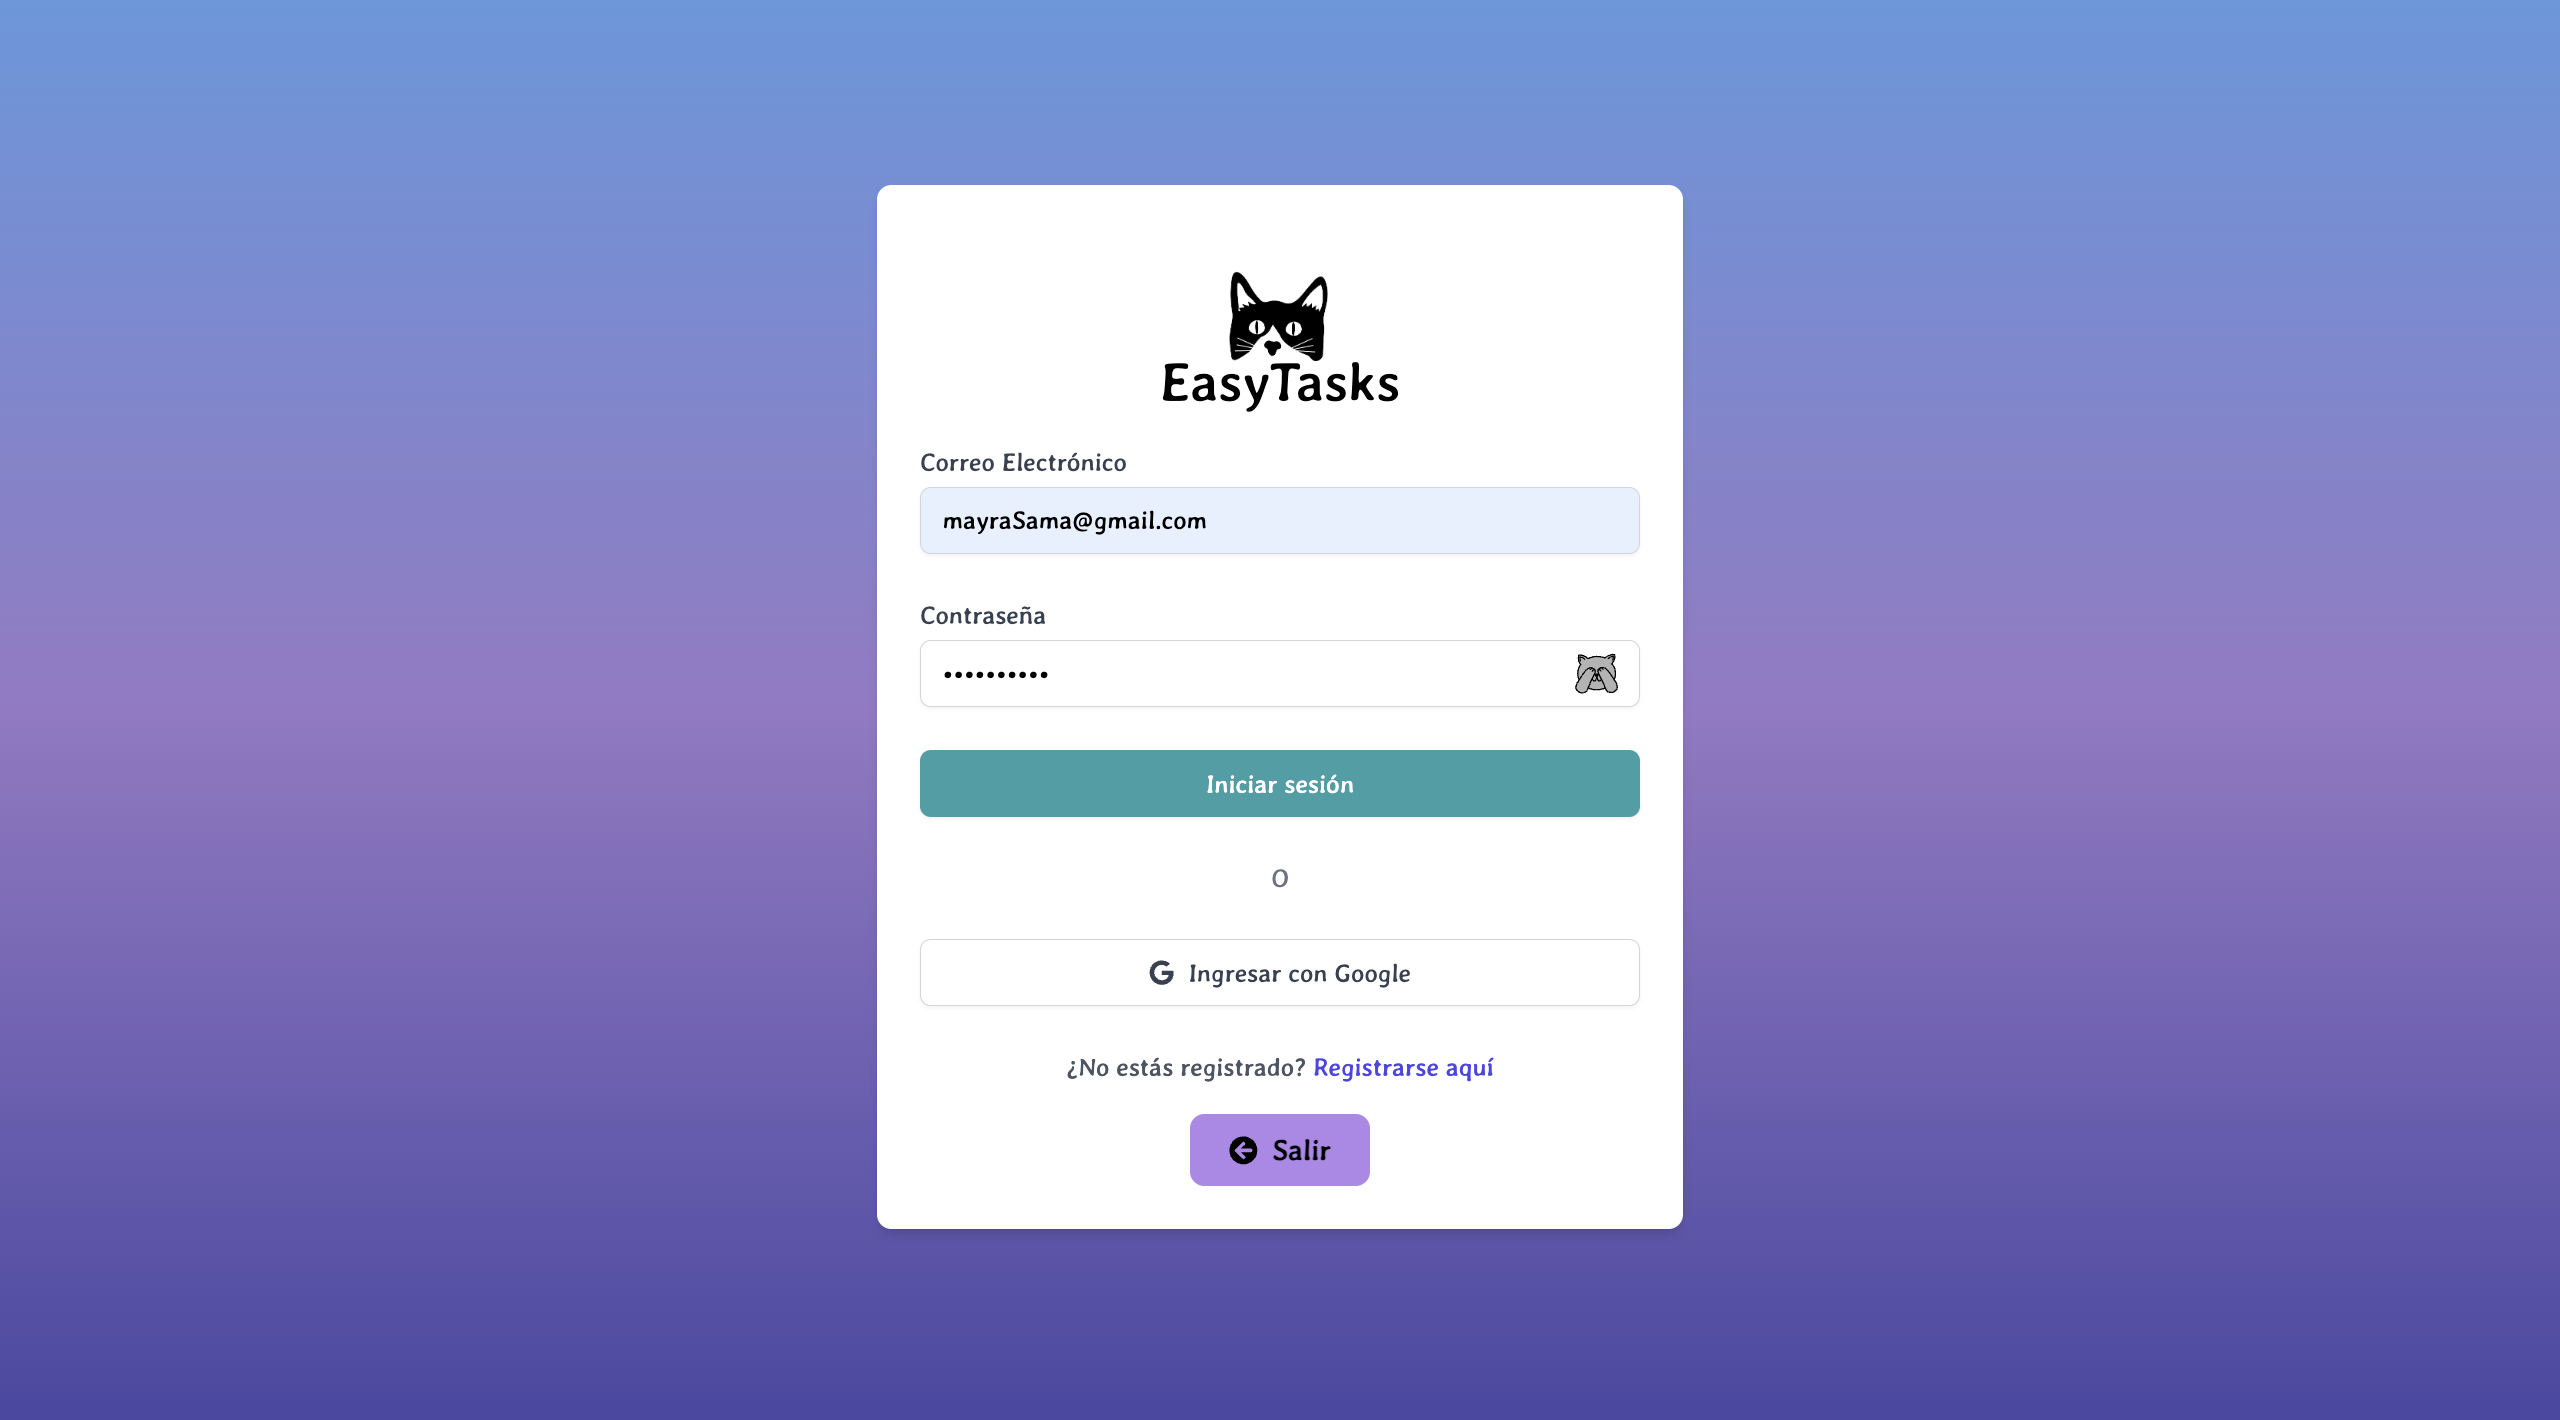 EasyTasks
Correo Electrónico
mayraSama@gmail.com
Contraseña
••••••••••
Iniciar sesión
O
Ingresar con Google
¿No estás registrado? Registrarse aquí
Salir